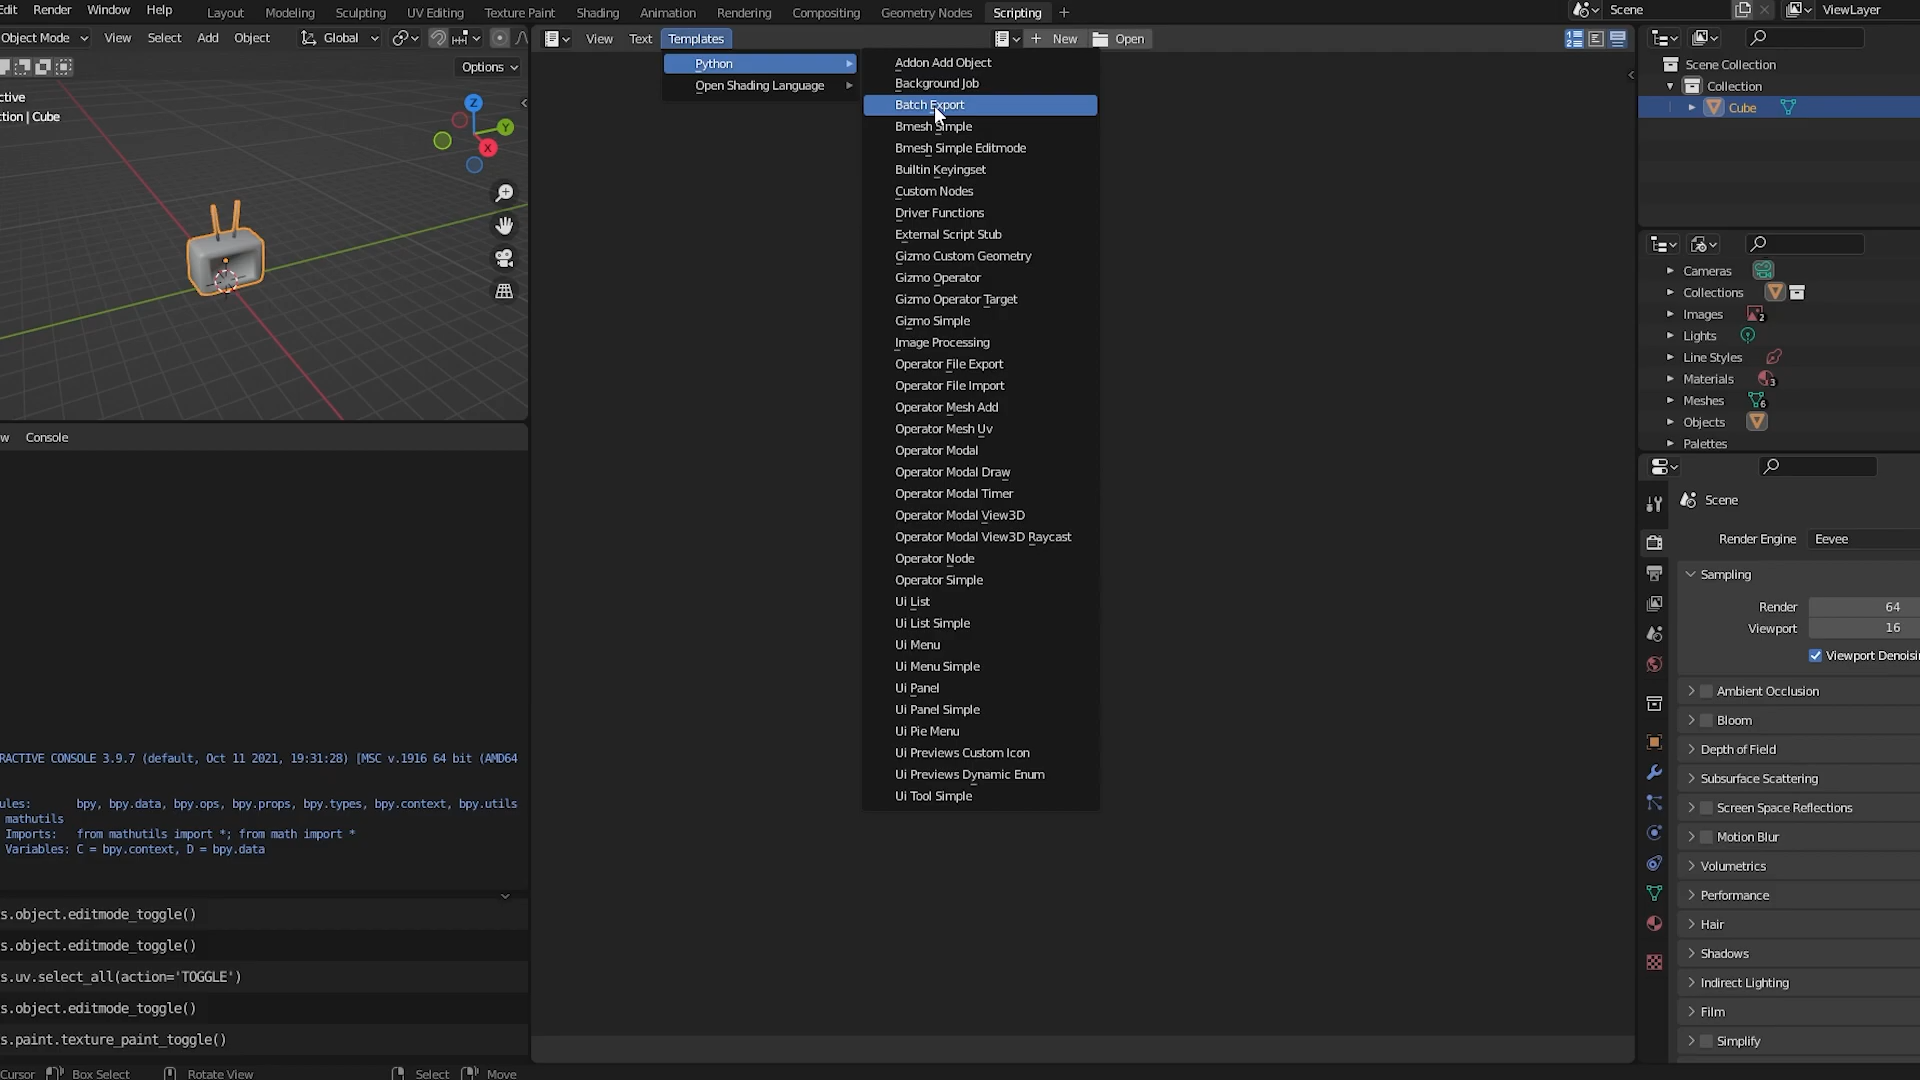 Edit Render Window Help Layout Modeling Sculpting UV Editing Texture Paint Shading Animation Rendering Compositing Geometry Nodes Scripting + Scene ViewLayer
Object Mode View Select Add Object Global View Text Templates + New Open
Options
ctive
ction | Cube
Z
Y
X
Python
Open Shading Language
Addon Add Object
Background Job
Batch Export
Bmesh Simple
Bmesh Simple Editmode
Builtin Keyingset
Custom Nodes
Driver Functions
External Script Stub
Gizmo Custom Geometry
Gizmo Operator
Gizmo Operator Target
Gizmo Simple
Image Processing
Operator File Export
Operator File Import
Operator Mesh Add
Operator Mesh Uv
Operator Modal
Operator Modal Draw
Operator Modal Timer
Operator Modal View3D
Operator Modal View3D Raycast
Operator Node
Operator Simple
Ui List
Ui List Simple
Ui Menu
Ui Menu Simple
Ui Panel
Ui Panel Simple
Ui Pie Menu
Ui Previews Custom Icon
Ui Previews Dynamic Enum
Ui Tool Simple
Scene Collection
Collection
Cube
Cameras
Collections
Images 2
Lights
Line Styles
Materials 3
Meshes 6
Objects
Palettes
Scene
Render Engine Eevee
Sampling
Render 64
Viewport 16
Viewport Denoisi
Ambient Occlusion
Bloom
Depth of Field
Subsurface Scattering
Screen Space Reflections
Motion Blur
Volumetrics
Performance
Hair
Shadows
Indirect Lighting
Film
Simplify
w Console
RACTIVE CONSOLE 3.9.7 (default, Oct 11 2021, 19:31:28) [MSC v.1916 64 bit (AMD64
ules: bpy, bpy.data, bpy.ops, bpy.props, bpy.types, bpy.context, bpy.utils
mathutils
Imports: from mathutils import *; from math import *
Variables: C = bpy.context, D = bpy.data
s.object.editmode_toggle()
s.object.editmode_toggle()
s.uv.select_all(action='TOGGLE')
s.object.editmode_toggle()
s.paint.texture_paint_toggle()
Cursor Box Select Rotate View Select Move